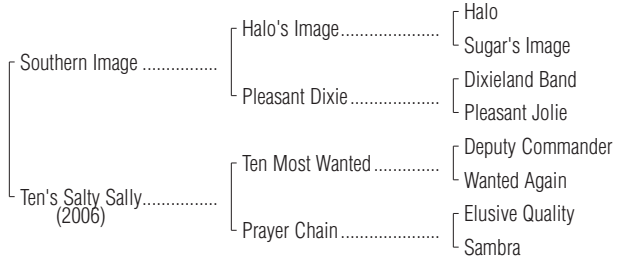 Halo
Halo's Image....................
Sugar's Image
Southern Image ...............
Dixieland Band
Pleasant Dixie ..................
Pleasant Jolie
Deputy Commander
Ten Most Wanted.............
Wanted Again
Ten's Salty Sally...............
(2006)
Elusive Quality
Prayer Chain ....................
Sambra